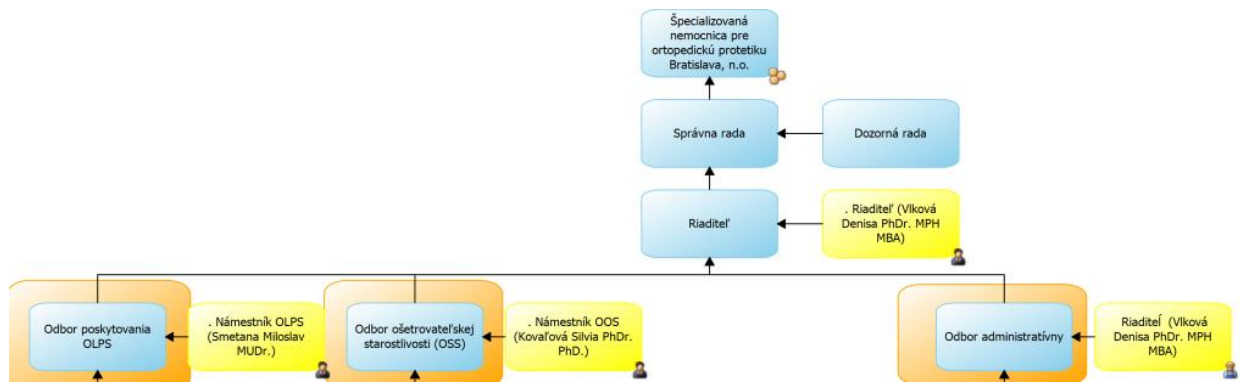 Špecializovaná
nemocnica pre
ortopedickú protetiku
Bratislava, n.o.
Správna rada
Dozorná rada
Riaditeľ
. Riaditeľ (Vlková
Denisa PhDr. MPH
MBA)
Odbor poskytovania
OLPS
. Námestník OLPS
(Smetana Miloslav
MUDr.)
Odbor ošetrovateľskej
starostlivosti (OSS)
. Námestník OOS
(Kovaľová Silvia PhDr.
PhD.)
Odbor administratívny
Riaditeĺ (Vlková
Denisa PhDr. MPH
MBA)